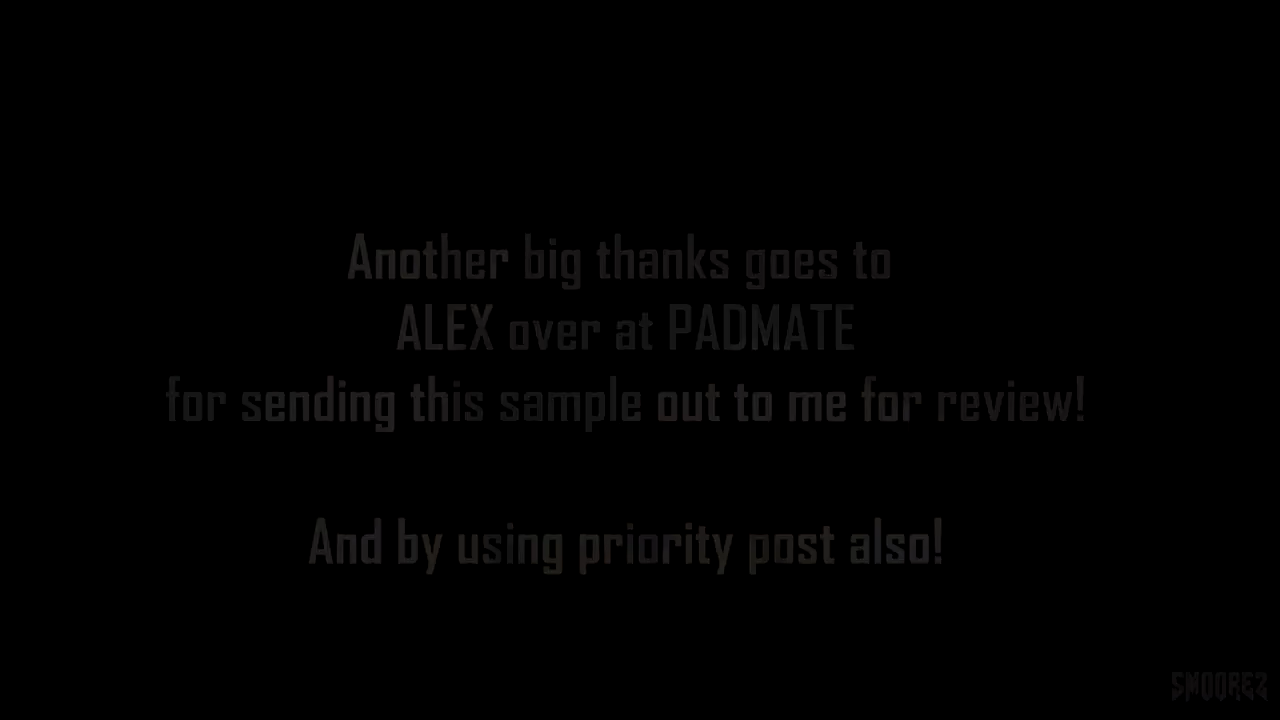 Another big thanks goes to
ALEX over at PADMATE
for sending this sample out to me for review!
And by using priority post also!
SMOOREZ